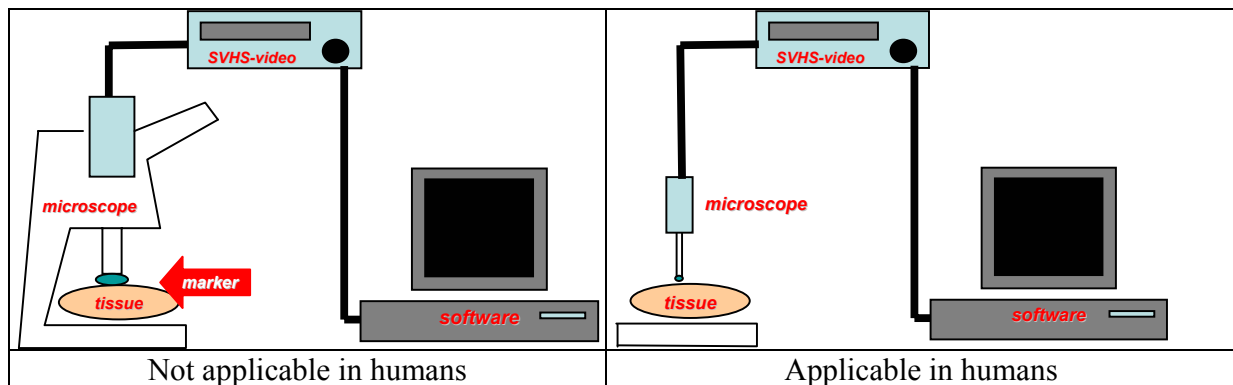 SVHS-video
microscope
marker
tissue
software
Not applicable in humans
SVHS-video
microscope
tissue
software
Applicable in humans